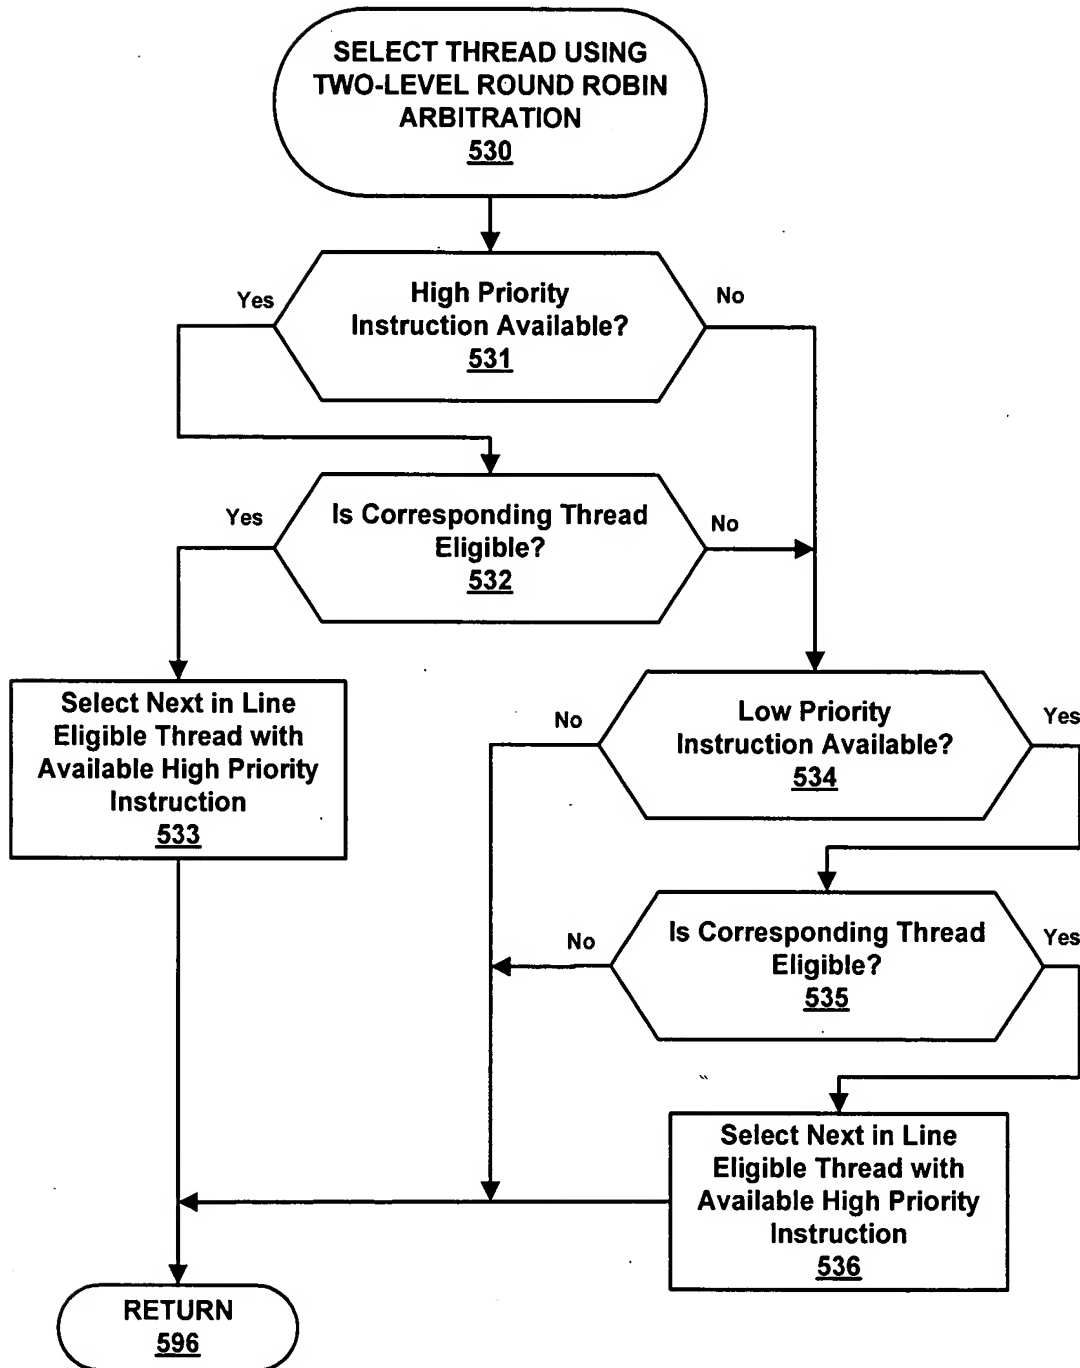 SELECT THREAD USING
TWO-LEVEL ROUND ROBIN
ARBITRATION
530
Yes
High Priority
Instruction Available?
531
No
Yes
Is Corresponding Thread
Eligible?
532
No
Select Next in Line
Eligible Thread with
Available High Priority
Instruction
533
No
Low Priority
Instruction Available?
534
Yes
No
Is Corresponding Thread
Eligible?
535
Yes
Select Next in Line
Eligible Thread with
Available High Priority
Instruction
536
RETURN
596